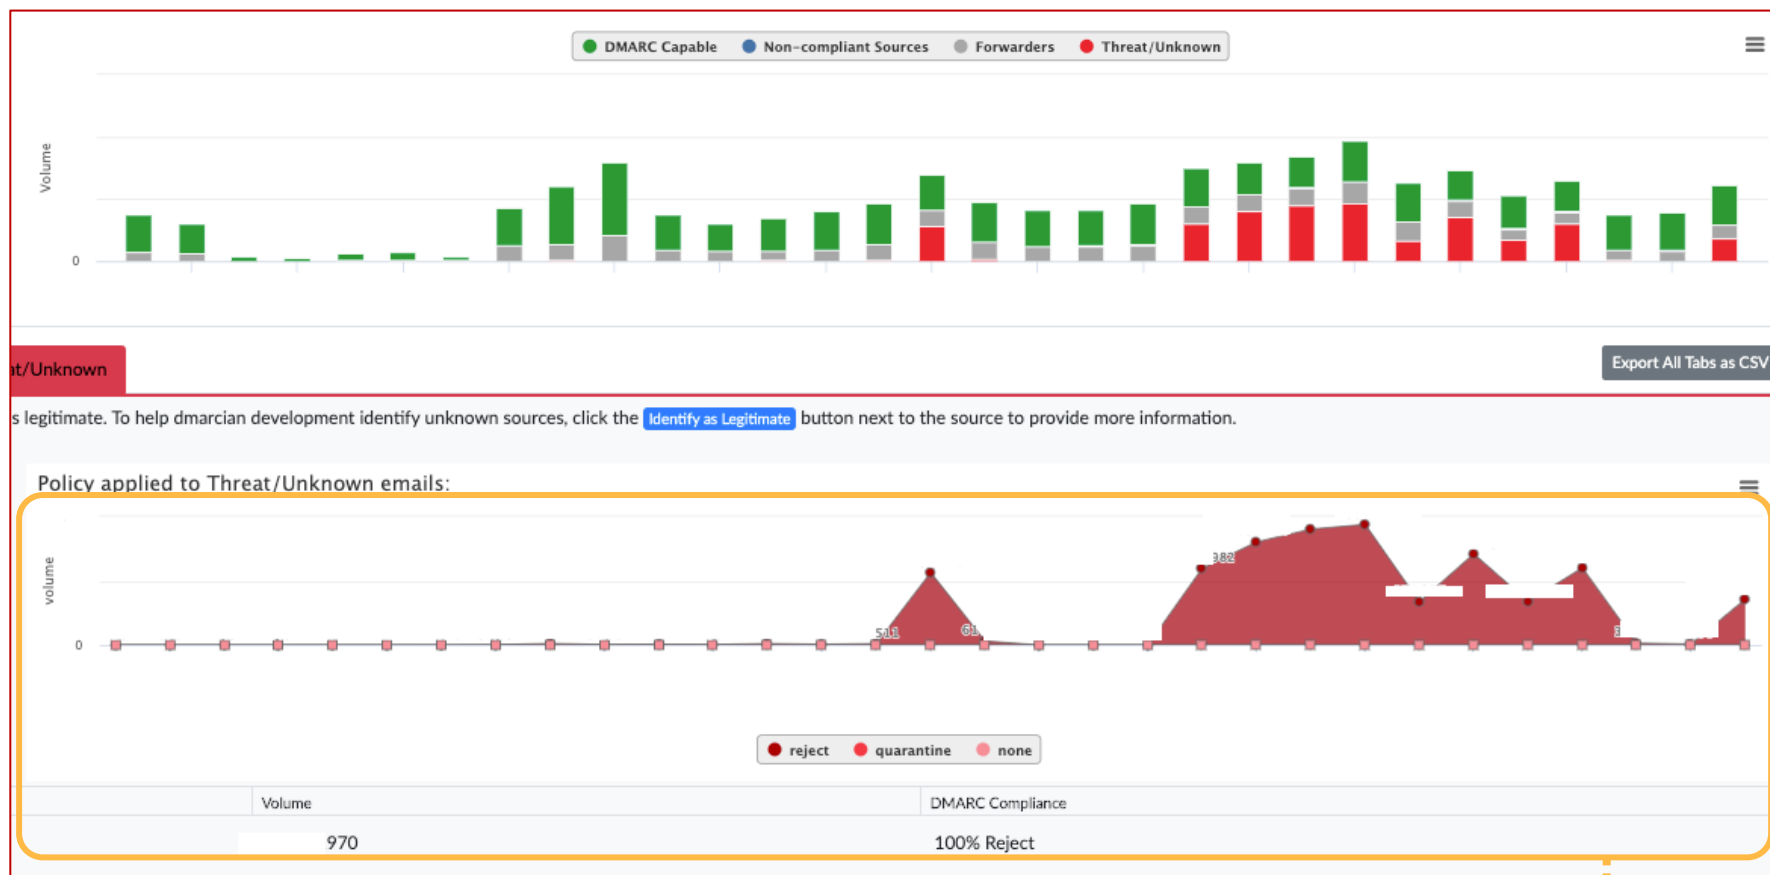 DMARC Capable Non-compliant Sources Forwarders Threat/Unknown
Volume
0
at/Unknown
Export All Tabs as CSV
s legitimate. To help dmarcian development identify unknown sources, click the Identify as Legitimate button next to the source to provide more information.
Policy applied to Threat/Unknown emails:
volume
982
511
61
3
0
reject quarantine none
Volume DMARC Compliance
970 100% Reject